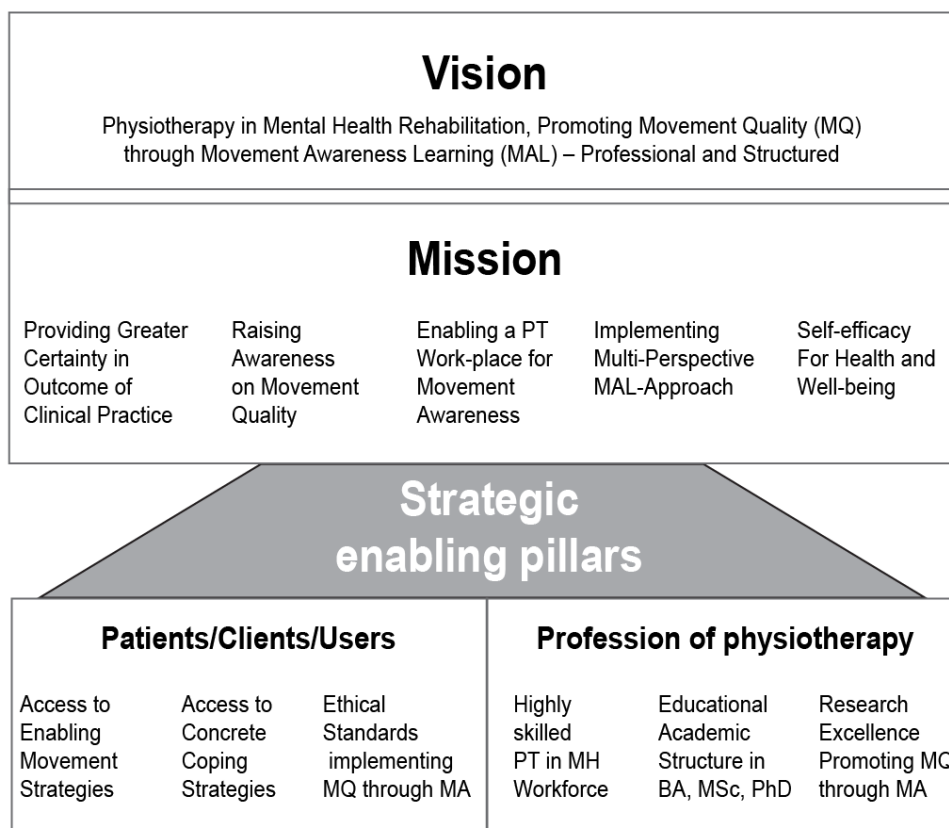 Vision
Physiotherapy in Mental Health Rehabilitation, Promoting Movement Quality (MQ)
through Movement Awareness Learning (MAL) – Professional and Structured
Mission
Providing Greater
Certainty in
Outcome of
Clinical Practice
Raising
Awareness
on Movement
Quality
Enabling a PT
Work-place for
Movement
Awareness
Implementing
Multi-Perspective
MAL-Approach
Self-efficacy
For Health and
Well-being
Strategic
enabling pillars
Patients/Clients/Users
Access to
Enabling
Movement
Strategies
Access to
Concrete
Coping
Strategies
Ethical
Standards
implementing
MQ through MA
Profession of physiotherapy
Highly
skilled
PT in MH
Workforce
Educational
Academic
Structure in
BA, MSc, PhD
Research
Excellence
Promoting MQ
through MA